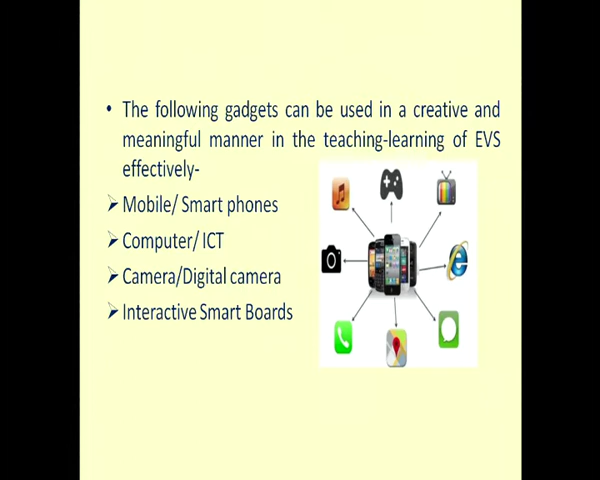 • The following gadgets can be used in a creative and
meaningful manner in the teaching-learning of EVS
effectively-
➢ Mobile/ Smart phones
➢ Computer/ ICT
➢ Camera/Digital camera
➢ Interactive Smart Boards